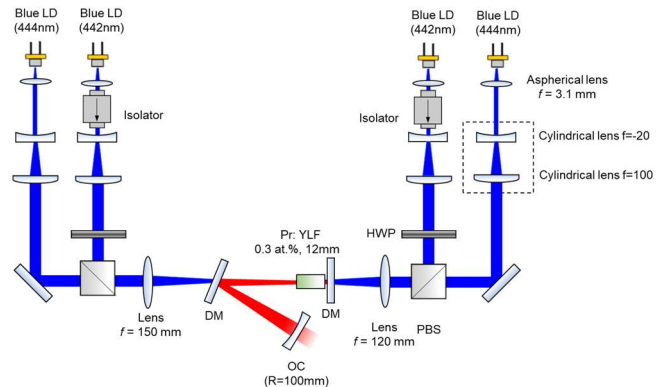 Blue LD
(444nm)
Blue LD
(442nm)
Blue LD
(442nm)
Blue LD
(444nm)
Aspherical lens
f = 3.1 mm
Isolator
Isolator
Cylindrical lens f=-20
Cylindrical lens f=100
HWP
Pr: YLF
0.3 at.%, 12mm
Lens
f = 150 mm
DM
DM
Lens
f = 120 mm
PBS
OC
(R=100mm)